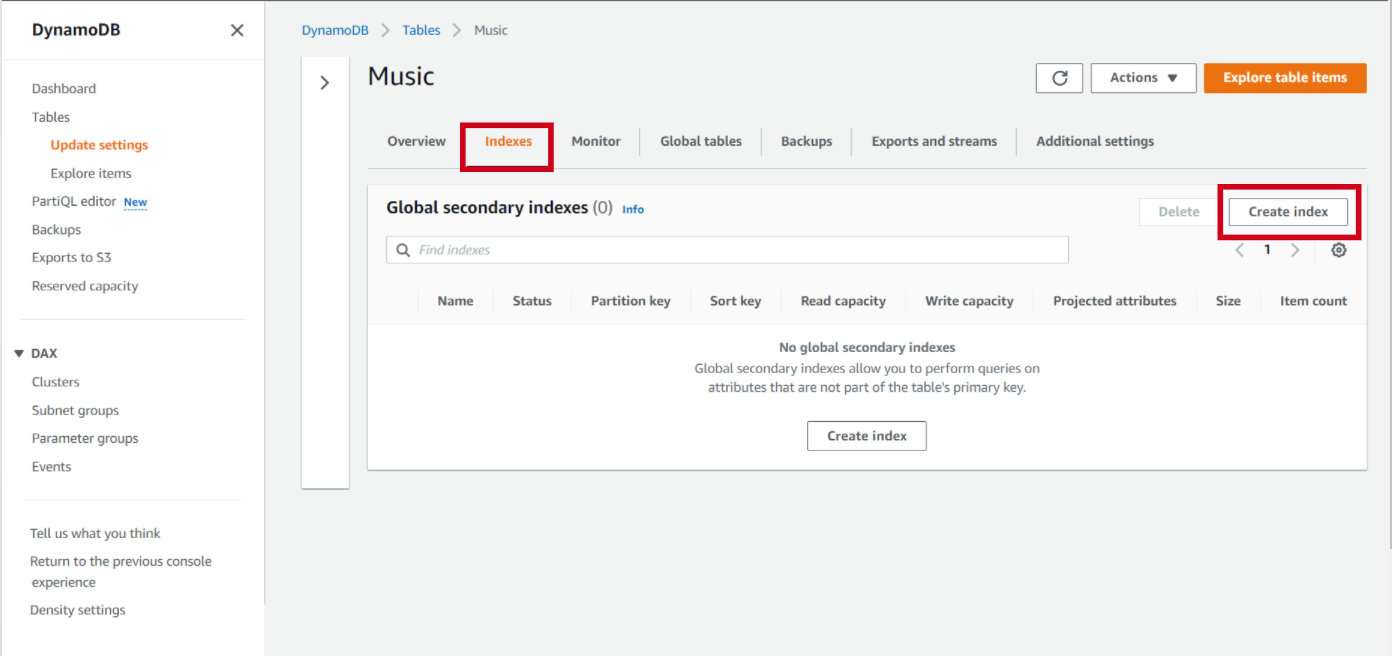 DynamoDB
Dashboard
Tables
Update settings
Explore items
PartiQL editor New
Backups
Exports to S3
Reserved capacity
DAX
Clusters
Subnet groups
Parameter groups
Events
Tell us what you think
Return to the previous console
experience
Density settings
DynamoDB Tables Music
Music
Actions Explore table items
Overview Indexes Monitor Global tables Backups Exports and streams Additional settings
Global secondary indexes (0) Info
Delete Create index
Find indexes
1
Name Status Partition key Sort key Read capacity Write capacity Projected attributes Size Item count
No global secondary indexes
Global secondary indexes allow you to perform queries on
attributes that are not part of the table's primary key.
Create index